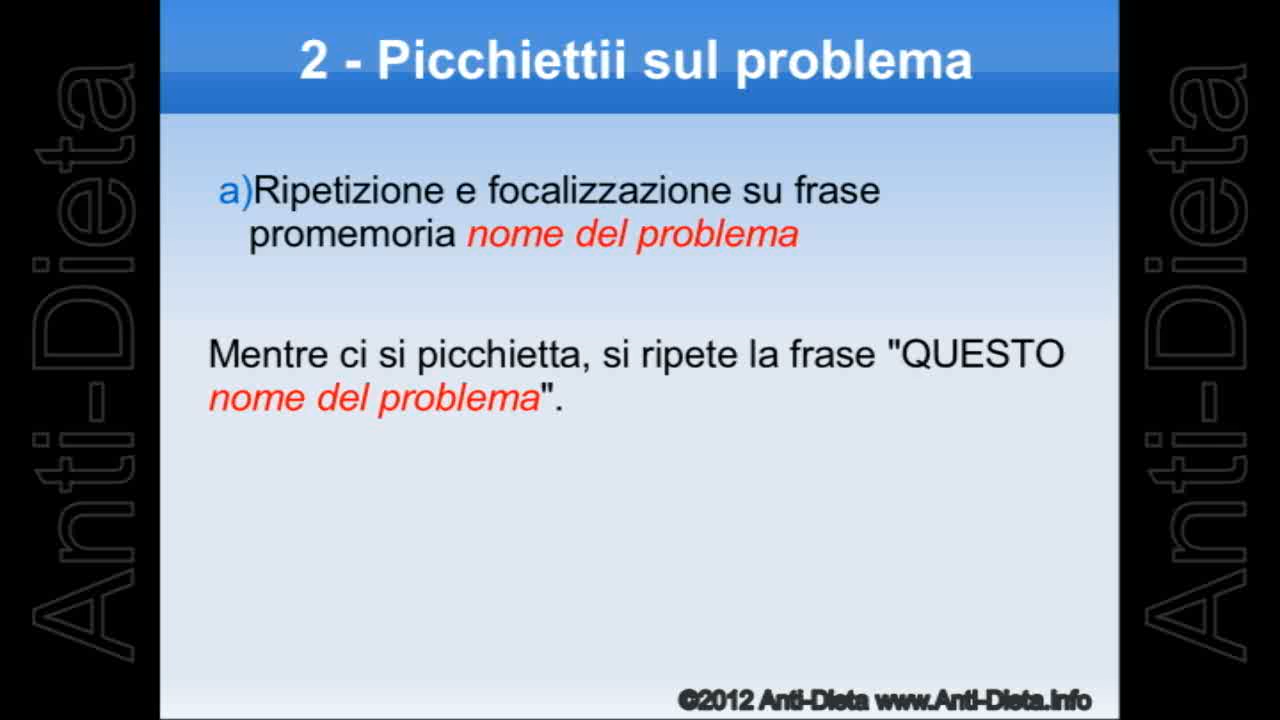 2 - Picchiettii sul problema
a)Ripetizione e focalizzazione su frase
promemoria nome del problema
Mentre ci si picchietta, si ripete la frase "QUESTO
nome del problema".
©2012 Anti-Dieta www.Anti-Dieta.info
Anti-Dieta
Anti-Dieta